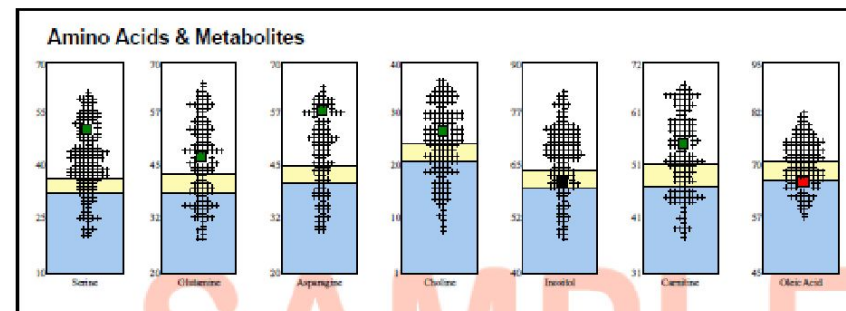 Amino Acids & Metabolites
70 70 70 40 90 72 95
55 57 57 30 77 61 82
40 45 45 20 65 51 70
25 32 32 10 52 41 57
10 20 20 1 40 31 45
Serine Glutamine Asparagine Choline Inositol Carnitine Oleic Acid
SAMPLE